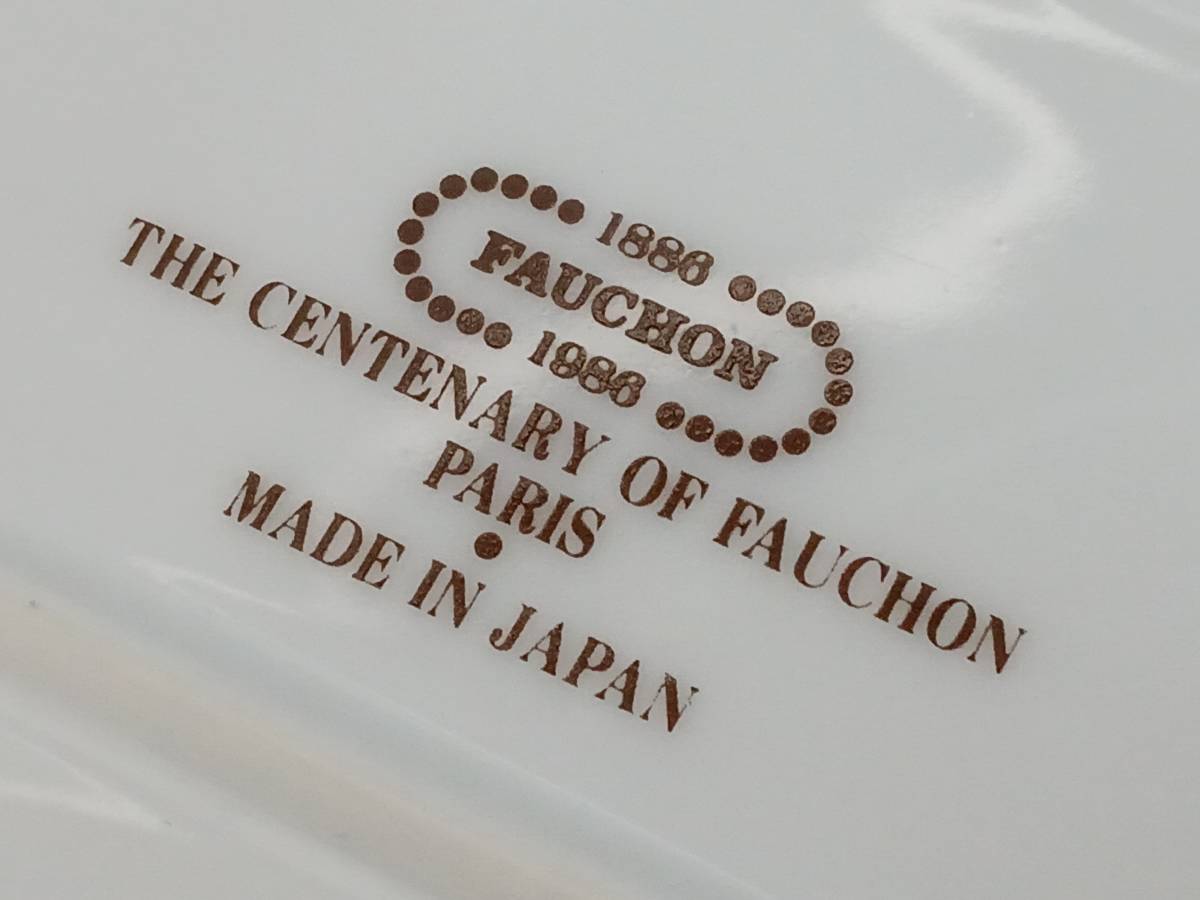 1886
FAUCHON
1986
THE CENTENARY OF FAUCHON
PARIS
MADE IN JAPAN